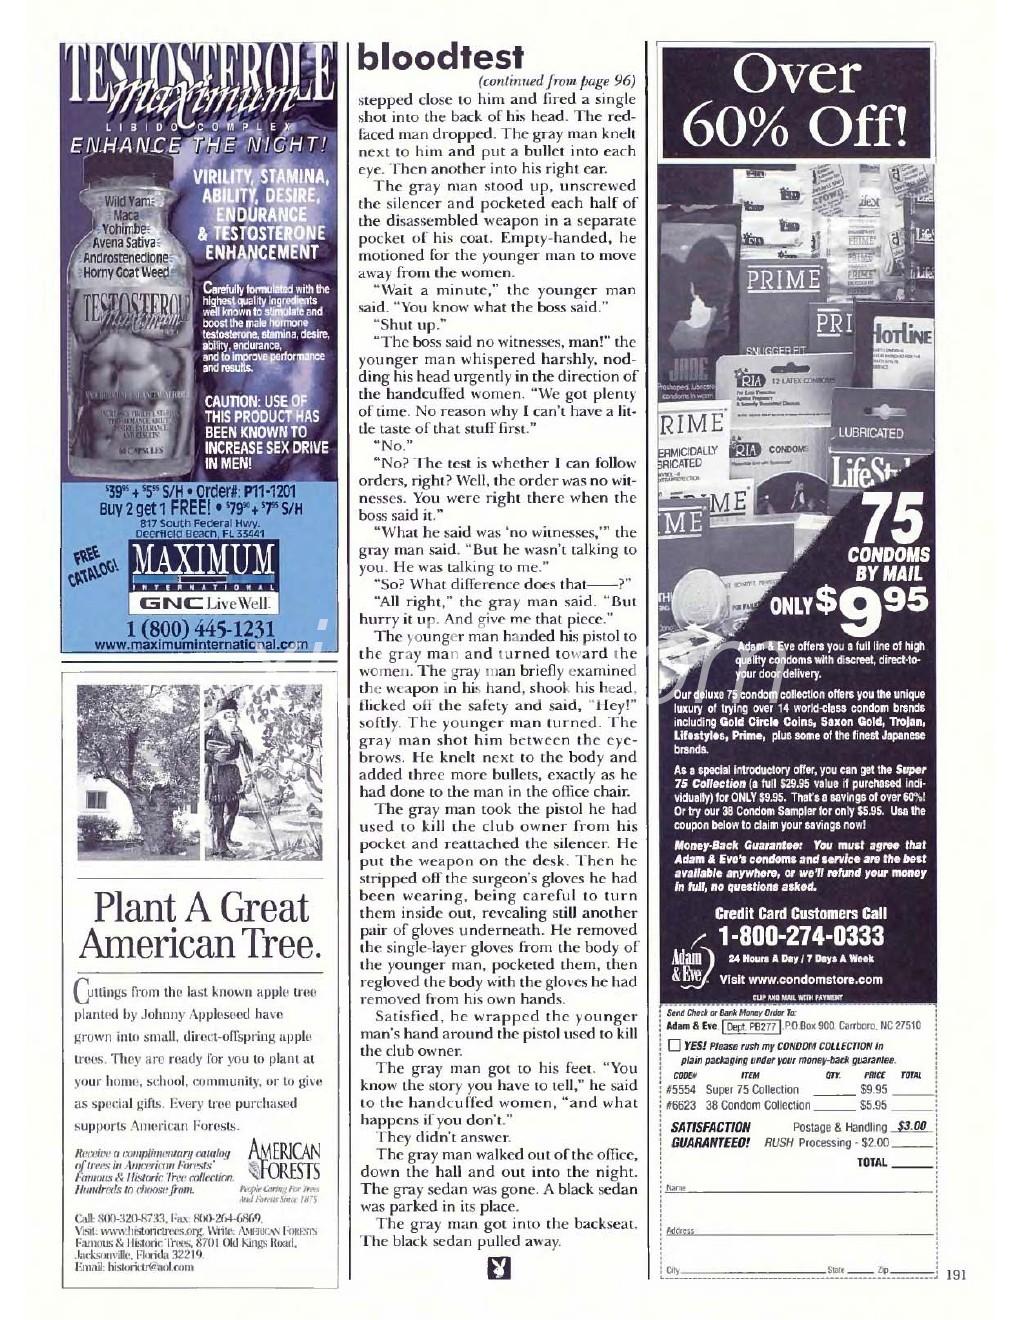 TESTOSTEROLE
Maximum
LIBIDO COMPLEX
ENHANCE THE NIGHT!
Wild Yam
Maca
Yohimbe
Avena Sativa
Androstenedione
Horny Goat Weed
VIRILITY, STAMINA,
ABILITY, DESIRE,
ENDURANCE
& TESTOSTERONE
ENHANCEMENT
Carefully formulated with the
highest quality ingredients
well known to stimulate and
boost the male hormone
testosterone, stamina, desire,
ability, endurance,
and to improve performance
and results.
CAUTION: USE OF
THIS PRODUCT HAS
BEEN KNOWN TO
INCREASE SEX DRIVE
IN MEN!
60 CAPSULES
$39⁹⁵ + $5⁹⁵ S/H • Order#: P11-1201
Buy 2 get 1 FREE! • $79⁹⁰ + $7⁹⁵ S/H
817 South Federal Hwy.
Deerfield Beach, FL 33441
FREE
CATALOG!
MAXIMUM
INTERNATIONAL
GNC LiveWell.
1 (800) 445-1231
www.maximuminternational.com
Plant A Great
American Tree.
Cuttings from the last known apple tree
planted by Johnny Appleseed have
grown into small, direct-offspring apple
trees. They are ready for you to plant at
your home, school, community, or to give
as special gifts. Every tree purchased
supports American Forests.
Receive a complimentary catalog
of trees in American Forests'
Famous & Historic Tree collection.
Hundreds to choose from.
AMERICAN
FORESTS
People Caring For Trees
And Forests Since 1875
Call: 800-320-8733, Fax: 800-264-6869,
Visit: www.historictrees.org, Write: AMERICAN FORESTS
Famous & Historic Trees, 8701 Old Kings Road,
Jacksonville, Florida 32219.
Email: historictr@aol.com
bloodtest
(continued from page 96)
stepped close to him and fired a single
shot into the back of his head. The red-
faced man dropped. The gray man knelt
next to him and put a bullet into each
eye. Then another into his right ear.
The gray man stood up, unscrewed
the silencer and pocketed each half of
the disassembled weapon in a separate
pocket of his coat. Empty-handed, he
motioned for the younger man to move
away from the women.
"Wait a minute," the younger man
said. "You know what the boss said."
"Shut up."
"The boss said no witnesses, man!" the
younger man whispered harshly, nod-
ding his head urgently in the direction of
the handcuffed women. "We got plenty
of time. No reason why I can't have a lit-
tle taste of that stuff first."
"No."
"No? The test is whether I can follow
orders, right? Well, the order was no wit-
nesses. You were right there when the
boss said it."
"What he said was 'no witnesses,'" the
gray man said. "But he wasn't talking to
you. He was talking to me."
"So? What difference does that——?"
"All right," the gray man said. "But
hurry it up. And give me that piece."
The younger man handed his pistol to
the gray man and turned toward the
women. The gray man briefly examined
the weapon in his hand, shook his head,
flicked off the safety and said, "Hey!"
softly. The younger man turned. The
gray man shot him between the eye-
brows. He knelt next to the body and
added three more bullets, exactly as he
had done to the man in the office chair.
The gray man took the pistol he had
used to kill the club owner from his
pocket and reattached the silencer. He
put the weapon on the desk. Then he
stripped off the surgeon's gloves he had
been wearing, being careful to turn
them inside out, revealing still another
pair of gloves underneath. He removed
the single-layer gloves from the body of
the younger man, pocketed them, then
regloved the body with the gloves he had
removed from his own hands.
Satisfied, he wrapped the younger
man's hand around the pistol used to kill
the club owner.
The gray man got to his feet. "You
know the story you have to tell," he said
to the handcuffed women, "and what
happens if you don't."
They didn't answer.
The gray man walked out of the office,
down the hall and out into the night.
The gray sedan was gone. A black sedan
was parked in its place.
The gray man got into the backseat.
The black sedan pulled away.
Over
60% Off!
PRIME
PRI
HOTLINE
SNUGGER FIT
JADE
RIA
12 LATEX CONDOMS
RIME
LUBRICATED
RIA CONDOMS
LifeSty
ME
IME
75
CONDOMS
BY MAIL
ONLY $9⁹⁵
Adam & Eve offers you a full line of high
quality condoms with discreet, direct-to-
your door delivery.
Our deluxe 75 condom collection offers you the unique
luxury of trying over 14 world-class condom brands
including Gold Circle Coins, Saxon Gold, Trojan,
Lifestyles, Prime, plus some of the finest Japanese
brands.
As a special introductory offer, you can get the Super
75 Collection (a full $29.95 value if purchased indi-
vidually) for ONLY $9.95. That's a savings of over 60%!
Or try our 38 Condom Sampler for only $5.95. Use the
coupon below to claim your savings now!
Money-Back Guarantee: You must agree that
Adam & Eve's condoms and service are the best
available anywhere, or we'll refund your money
in full, no questions asked.
Credit Card Customers Call
1-800-274-0333
Adam
& Eve
24 Hours A Day / 7 Days A Week
Visit www.condomstore.com
CLIP AND MAIL WITH PAYMENT
Send Check or Bank Money Order To:
Adam & Eve, Dept. PB277, P.O.Box 900, Carrboro, NC 27510
YES! Please rush my CONDOM COLLECTION in
plain packaging under your money-back guarantee.
CODE# ITEM QTY. PRICE TOTAL
#5554 Super 75 Collection $9.95
#6623 38 Condom Collection $5.95
SATISFACTION Postage & Handling $3.00
GUARANTEED! RUSH Processing - $2.00
TOTAL
Name
Address
City State Zip
191